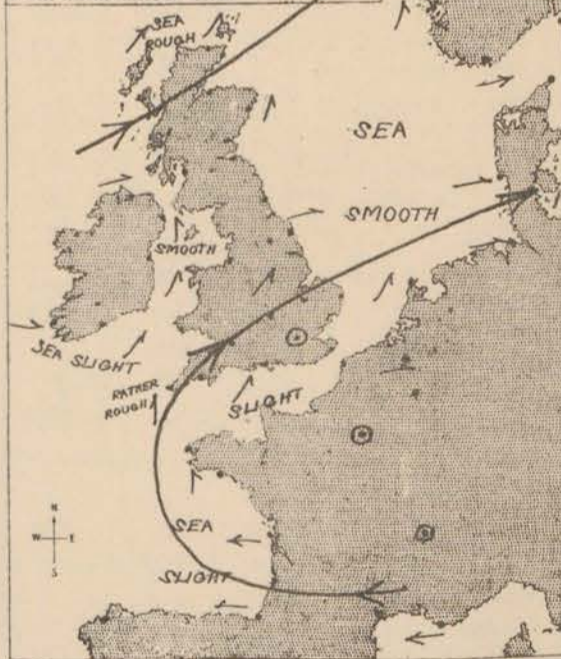 SEA
ROUGH
SEA
SMOOTH
SMOOTH
SEA SLIGHT
RATHER
ROUGH
SLIGHT
N
W E
S
SEA
SLIGHT